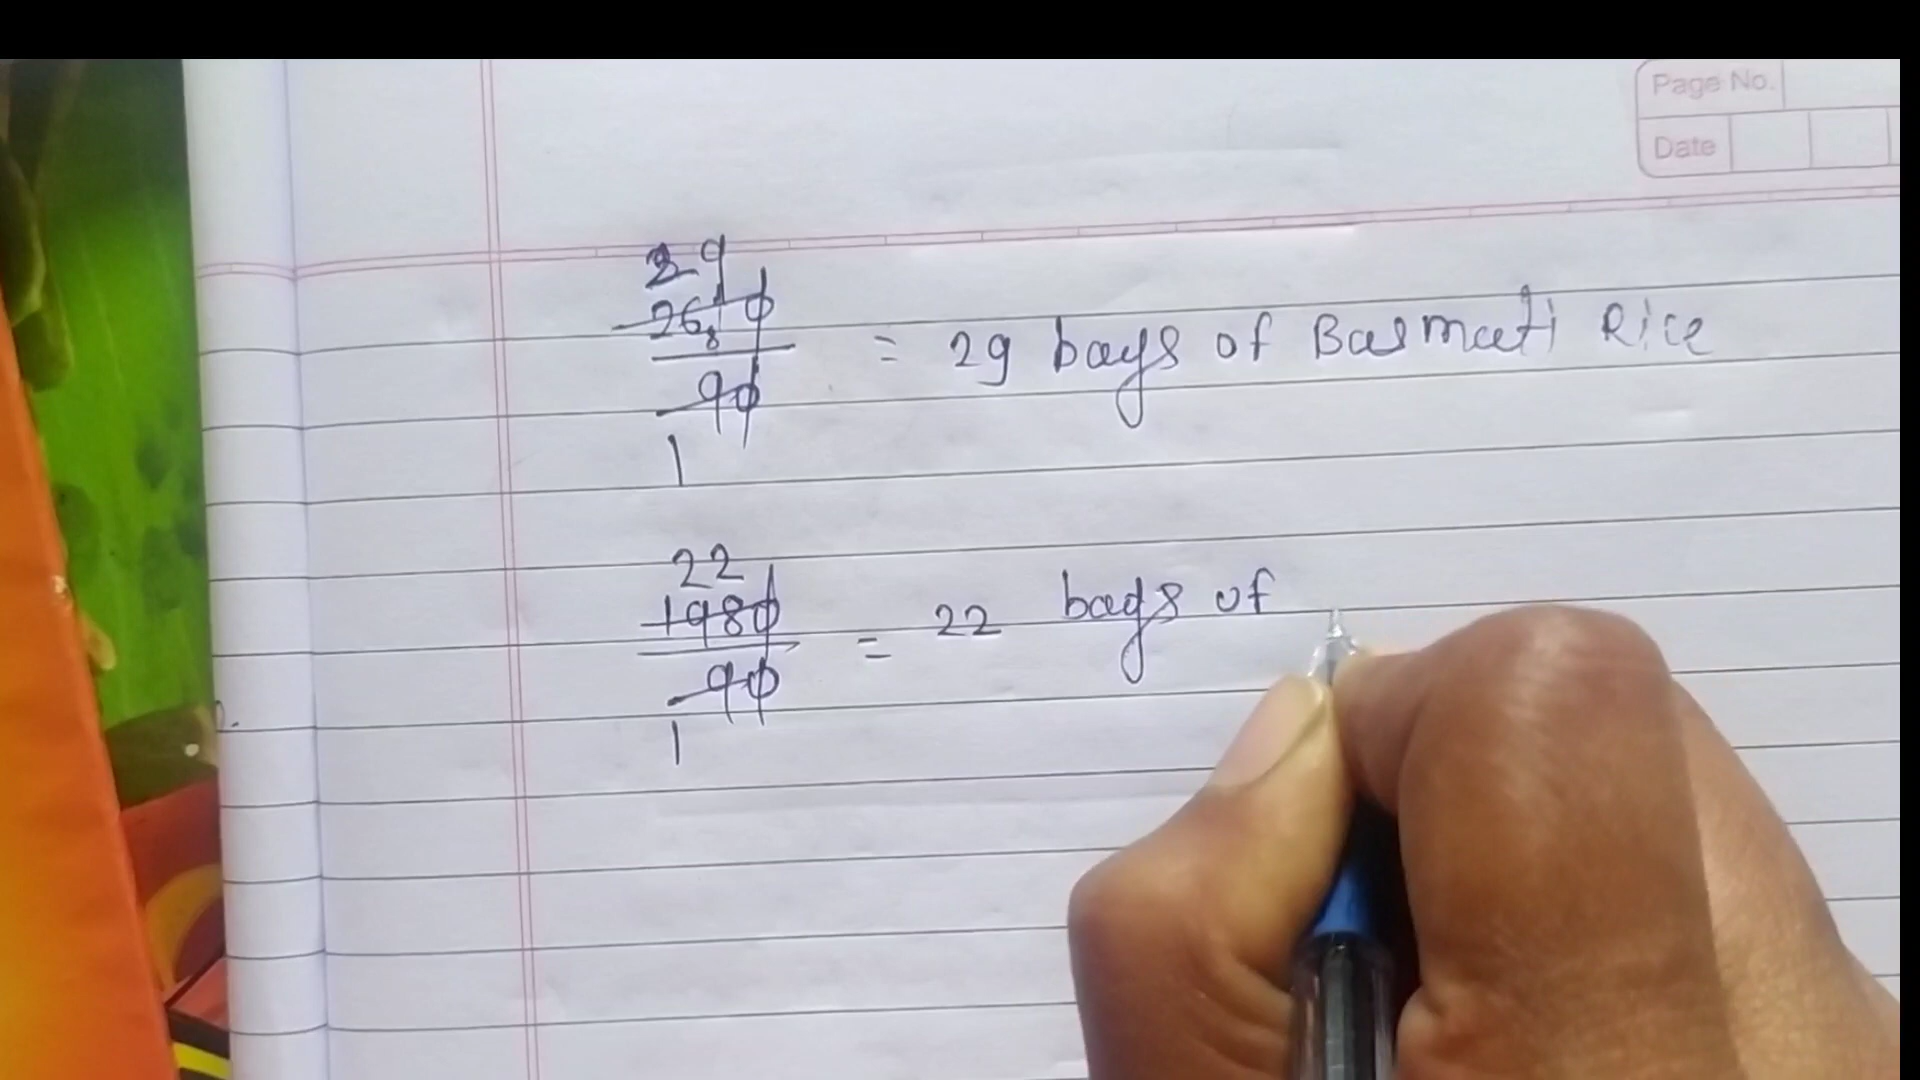 Page No.
Date
29
2610
8
90
1
= 29 bags of Basmati Rice
22
1980
90
1
= 22 bags of